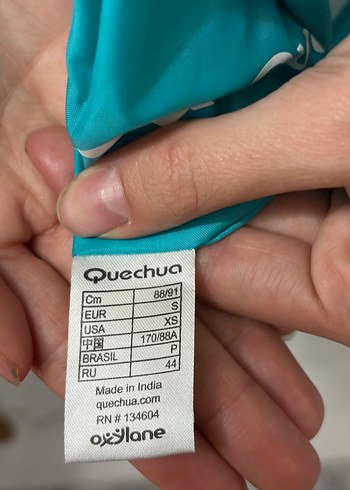 Quechua
Cm 88/91
EUR S
USA XS
中国 170/88A
BRASIL P
RU 44
Made in India
quechua.com
RN # 134604
oxylane